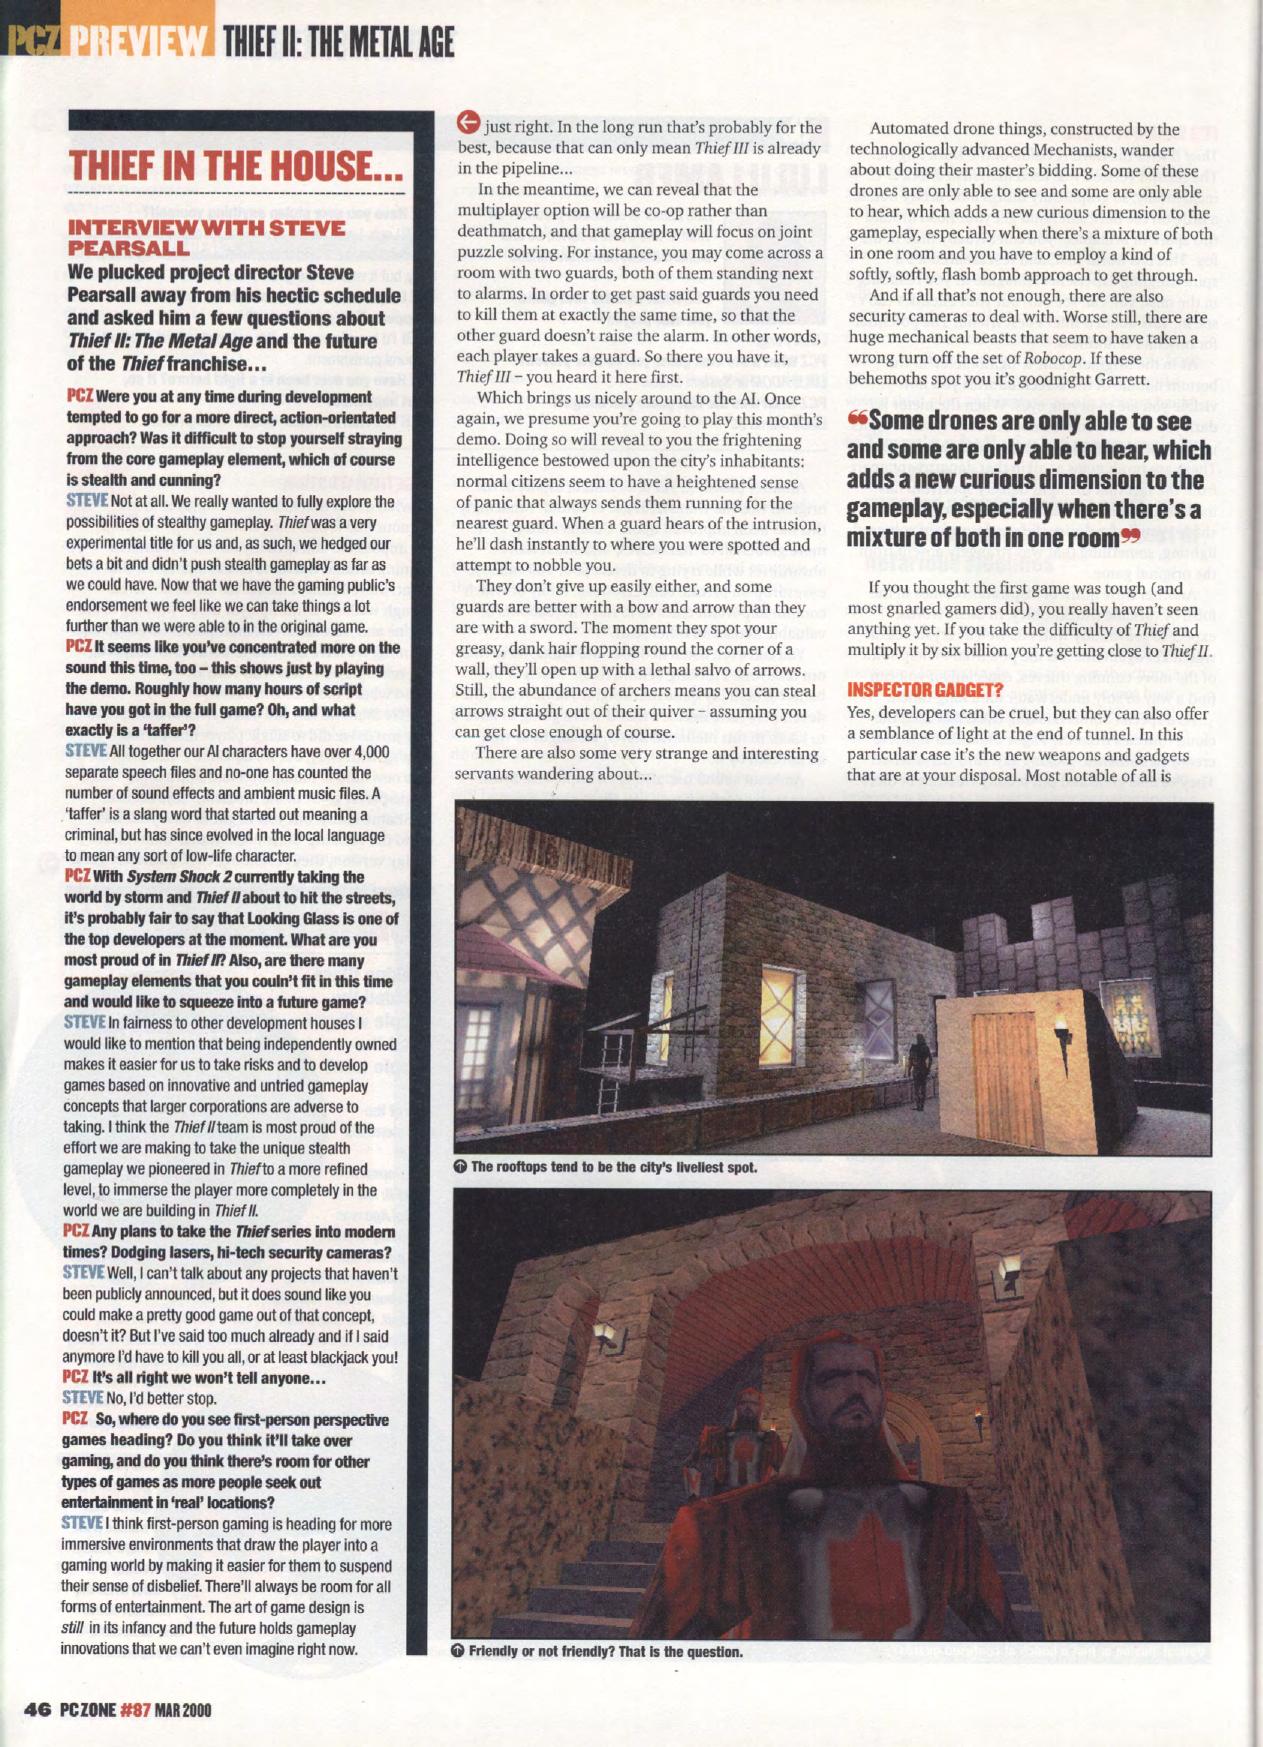 PCZ PREVIEW THIEF II: THE METAL AGE
THIEF IN THE HOUSE...
INTERVIEW WITH STEVE
PEARSALL
We plucked project director Steve
Pearsall away from his hectic schedule
and asked him a few questions about
Thief II: The Metal Age and the future
of the Thief franchise...
PCZ Were you at any time during development
tempted to go for a more direct, action-orientated
approach? Was it difficult to stop yourself straying
from the core gameplay element, which of course
is stealth and cunning?
STEVE Not at all. We really wanted to fully explore the
possibilities of stealthy gameplay. Thief was a very
experimental title for us and, as such, we hedged our
bets a bit and didn't push stealth gameplay as far as
we could have. Now that we have the gaming public's
endorsement we feel like we can take things a lot
further than we were able to in the original game.
PCZ It seems like you've concentrated more on the
sound this time, too – this shows just by playing
the demo. Roughly how many hours of script
have you got in the full game? Oh, and what
exactly is a 'taffer'?
STEVE All together our AI characters have over 4,000
separate speech files and no-one has counted the
number of sound effects and ambient music files. A
'taffer' is a slang word that started out meaning a
criminal, but has since evolved in the local language
to mean any sort of low-life character.
PCZ With System Shock 2 currently taking the
world by storm and Thief II about to hit the streets,
it's probably fair to say that Looking Glass is one of
the top developers at the moment. What are you
most proud of in Thief II? Also, are there many
gameplay elements that you couln't fit in this time
and would like to squeeze into a future game?
STEVE In fairness to other development houses I
would like to mention that being independently owned
makes it easier for us to take risks and to develop
games based on innovative and untried gameplay
concepts that larger corporations are adverse to
taking. I think the Thief II team is most proud of the
effort we are making to take the unique stealth
gameplay we pioneered in Thief to a more refined
level, to immerse the player more completely in the
world we are building in Thief II.
PCZ Any plans to take the Thief series into modern
times? Dodging lasers, hi-tech security cameras?
STEVE Well, I can't talk about any projects that haven't
been publicly announced, but it does sound like you
could make a pretty good game out of that concept,
doesn't it? But I've said too much already and if I said
anymore I'd have to kill you all, or at least blackjack you!
PCZ It's all right we won't tell anyone...
STEVE No, I'd better stop.
PCZ So, where do you see first-person perspective
games heading? Do you think it'll take over
gaming, and do you think there's room for other
types of games as more people seek out
entertainment in 'real' locations?
STEVE I think first-person gaming is heading for more
immersive environments that draw the player into a
gaming world by making it easier for them to suspend
their sense of disbelief. There'll always be room for all
forms of entertainment. The art of game design is
still in its infancy and the future holds gameplay
innovations that we can't even imagine right now.
just right. In the long run that's probably for the
best, because that can only mean Thief III is already
in the pipeline...
In the meantime, we can reveal that the
multiplayer option will be co-op rather than
deathmatch, and that gameplay will focus on joint
puzzle solving. For instance, you may come across a
room with two guards, both of them standing next
to alarms. In order to get past said guards you need
to kill them at exactly the same time, so that the
other guard doesn't raise the alarm. In other words,
each player takes a guard. So there you have it,
Thief III – you heard it here first.
Which brings us nicely around to the AI. Once
again, we presume you're going to play this month's
demo. Doing so will reveal to you the frightening
intelligence bestowed upon the city's inhabitants:
normal citizens seem to have a heightened sense
of panic that always sends them running for the
nearest guard. When a guard hears of the intrusion,
he'll dash instantly to where you were spotted and
attempt to nobble you.
They don't give up easily either, and some
guards are better with a bow and arrow than they
are with a sword. The moment they spot your
greasy, dank hair flopping round the corner of a
wall, they'll open up with a lethal salvo of arrows.
Still, the abundance of archers means you can steal
arrows straight out of their quiver – assuming you
can get close enough of course.
There are also some very strange and interesting
servants wandering about...
Automated drone things, constructed by the
technologically advanced Mechanists, wander
about doing their master's bidding. Some of these
drones are only able to see and some are only able
to hear, which adds a new curious dimension to the
gameplay, especially when there's a mixture of both
in one room and you have to employ a kind of
softly, softly, flash bomb approach to get through.
And if all that's not enough, there are also
security cameras to deal with. Worse still, there are
huge mechanical beasts that seem to have taken a
wrong turn off the set of Robocop. If these
behemoths spot you it's goodnight Garrett.
“Some drones are only able to see
and some are only able to hear, which
adds a new curious dimension to the
gameplay, especially when there's a
mixture of both in one room”
If you thought the first game was tough (and
most gnarled gamers did), you really haven't seen
anything yet. If you take the difficulty of Thief and
multiply it by six billion you're getting close to Thief II.
INSPECTOR GADGET?
Yes, developers can be cruel, but they can also offer
a semblance of light at the end of tunnel. In this
particular case it's the new weapons and gadgets
that are at your disposal. Most notable of all is
The rooftops tend to be the city's liveliest spot.
Friendly or not friendly? That is the question.
46 PCZONE #87 MAR 2000